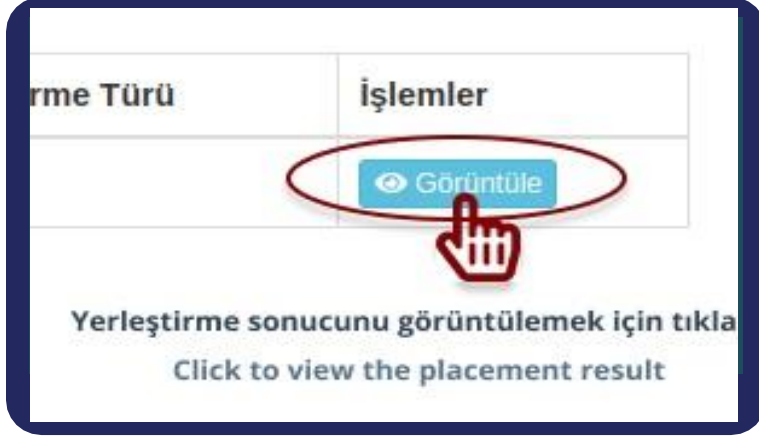 rme Türü İşlemler
Görüntüle
Yerleştirme sonucunu görüntülemek için tıkla
Click to view the placement result